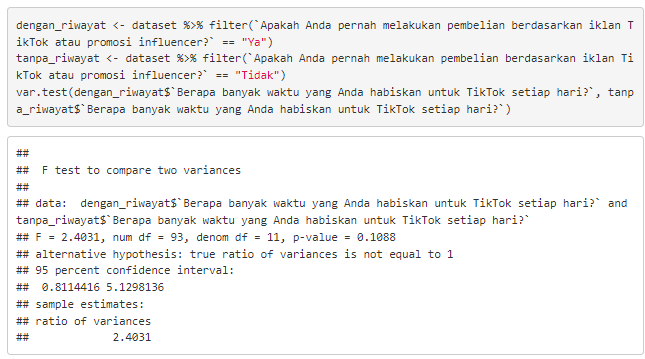 dengan_riwayat <- dataset %>% filter(`Apakah Anda pernah melakukan pembelian berdasarkan iklan T
ikTok atau promosi influencer?` == "Ya")
tanpa_riwayat <- dataset %>% filter(`Apakah Anda pernah melakukan pembelian berdasarkan iklan Ti
kTok atau promosi influencer?` == "Tidak")
var.test(dengan_riwayat$`Berapa banyak waktu yang Anda habiskan untuk TikTok setiap hari?`, tanp
a_riwayat$`Berapa banyak waktu yang Anda habiskan untuk TikTok setiap hari?`)
##
##  F test to compare two variances
##
## data:  dengan_riwayat$`Berapa banyak waktu yang Anda habiskan untuk TikTok setiap hari?` and
tanpa_riwayat$`Berapa banyak waktu yang Anda habiskan untuk TikTok setiap hari?`
## F = 2.4031, num df = 93, denom df = 11, p-value = 0.1088
## alternative hypothesis: true ratio of variances is not equal to 1
## 95 percent confidence interval:
##  0.8114416 5.1298136
## sample estimates:
## ratio of variances
##             2.4031